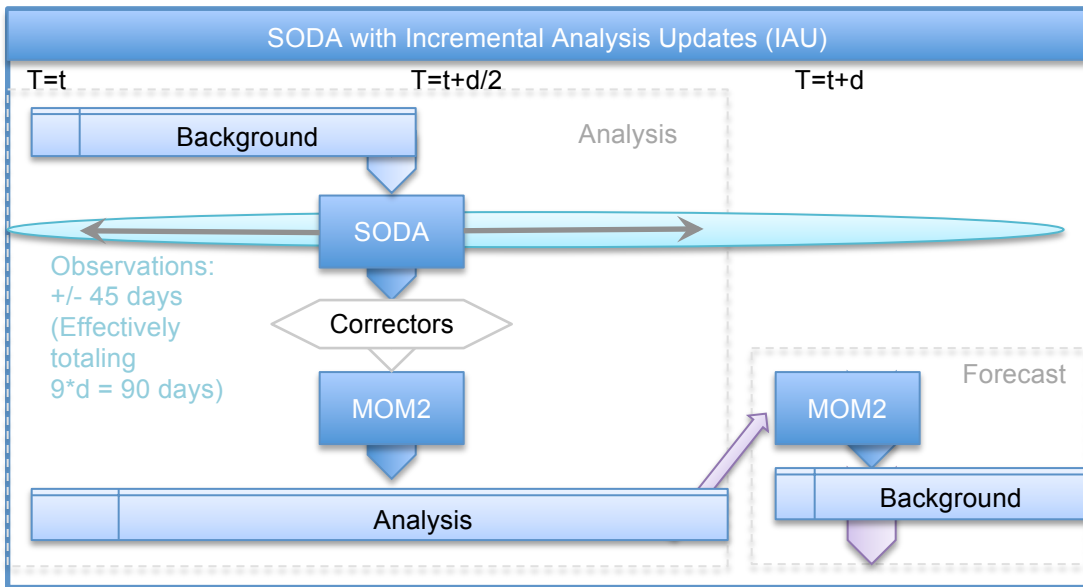 SODA with Incremental Analysis Updates (IAU)
T=t
T=t+d/2
T=t+d
Background
Analysis
SODA
Observations:
+/- 45 days
(Effectively
totaling
9*d = 90 days)
Correctors
Forecast
MOM2
MOM2
Background
Analysis